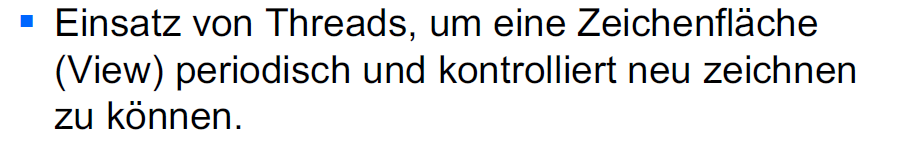 Einsatz von Threads, um eine Zeichenfläche
(View) periodisch und kontrolliert neu zeichnen
zu können.